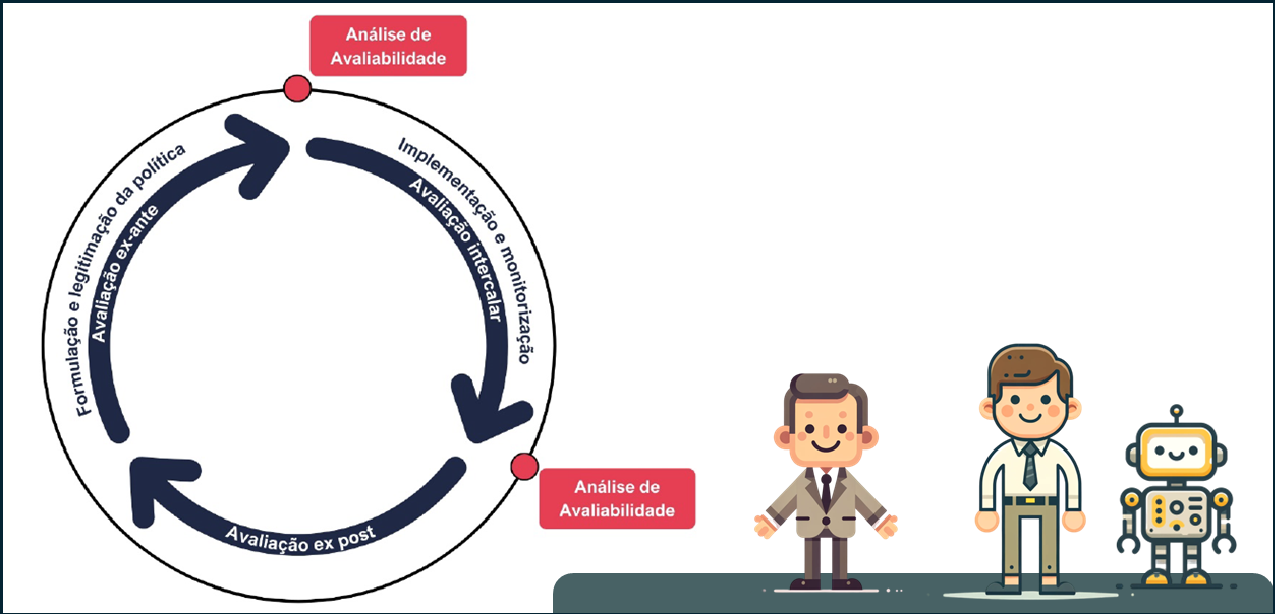 Análise de
Avaliabilidade
Formulação e legitimação da política
Avaliação ex-ante
Implementação e monitorização
Avaliação intercalar
Análise de
Avaliabilidade
Avaliação ex post